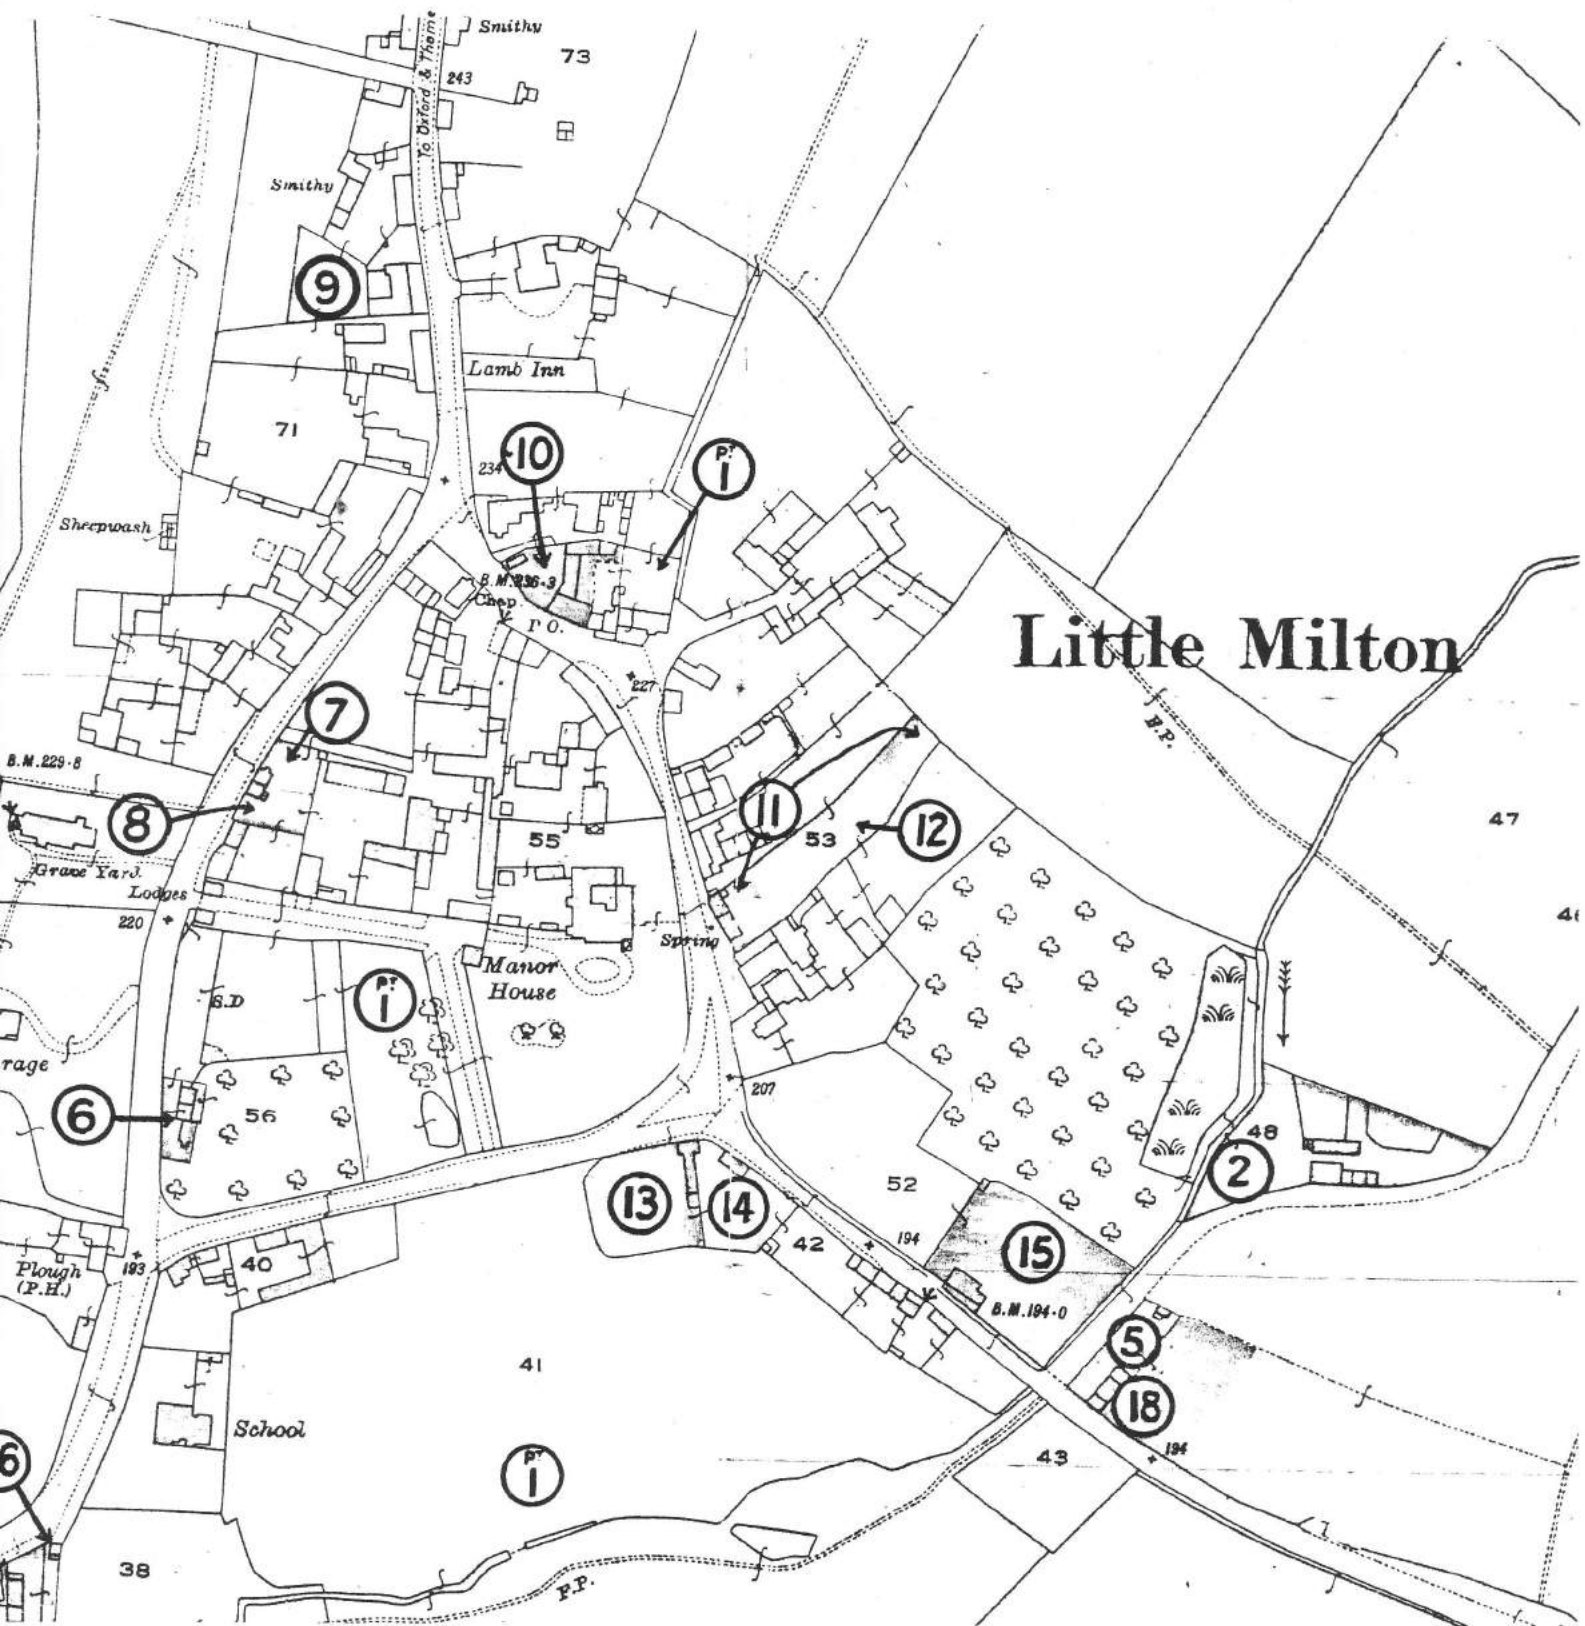 Smithy
73
To Oxford & Thame
243
Smithy
9
Lamb Inn
71
10
234
PT
1
Sheepwash
B.M. 236.3
Chap.
P.O.
Little Milton
227
7
F.P.
B.M. 229.8
8
11
12
47
55
53
Grave Yard
Lodges
220
Spring
Manor
House
PT
1
S.D
rage
207
6
56
48
2
52
13
14
194
15
42
193
Plough
(P.H.)
40
B.M. 194.0
5
41
18
School
194
43
6
PT
1
38
F.P.